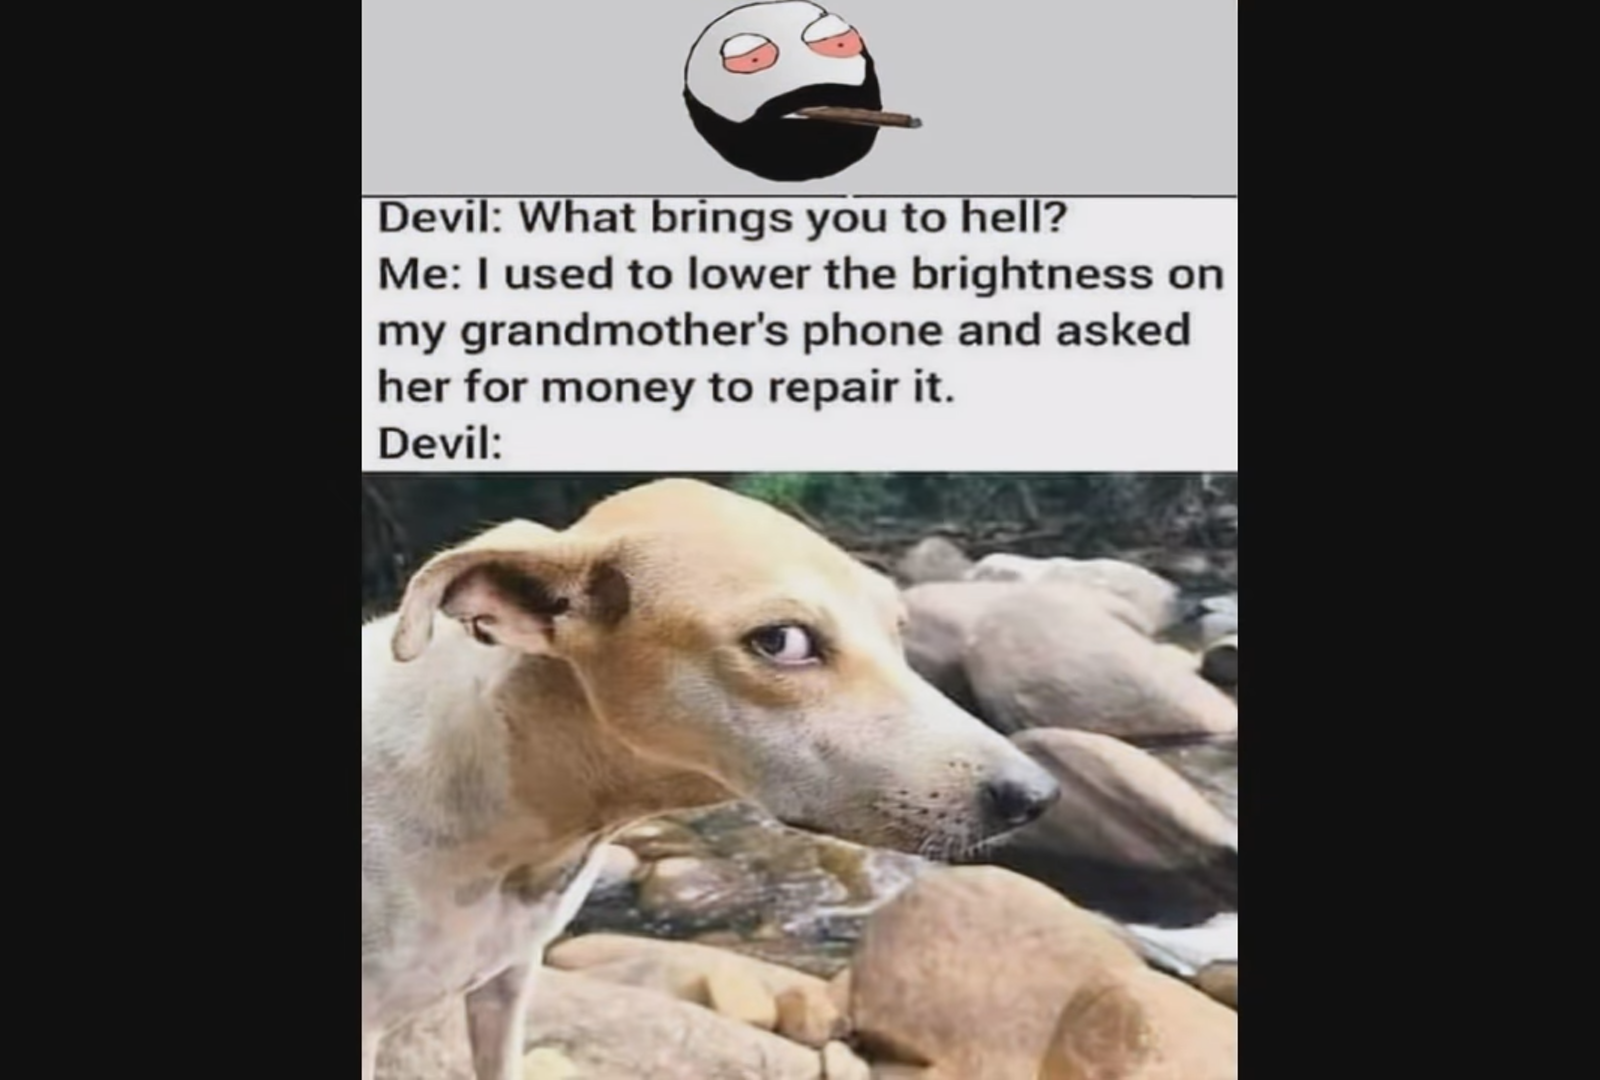 Devil: What brings you to hell?
Me: I used to lower the brightness on
my grandmother's phone and asked
her for money to repair it.
Devil: